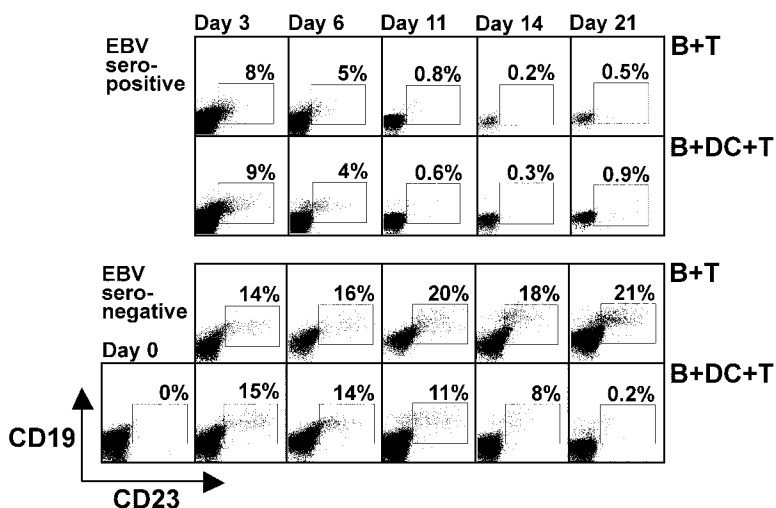 Day 3 Day 6 Day 11 Day 14 Day 21
EBV sero-positive
B+T
8% 5% 0.8% 0.2% 0.5%
B+DC+T
9% 4% 0.6% 0.3% 0.9%
EBV sero-negative
B+T
14% 16% 20% 18% 21%
Day 0
B+DC+T
0% 15% 14% 11% 8% 0.2%
CD19
CD23